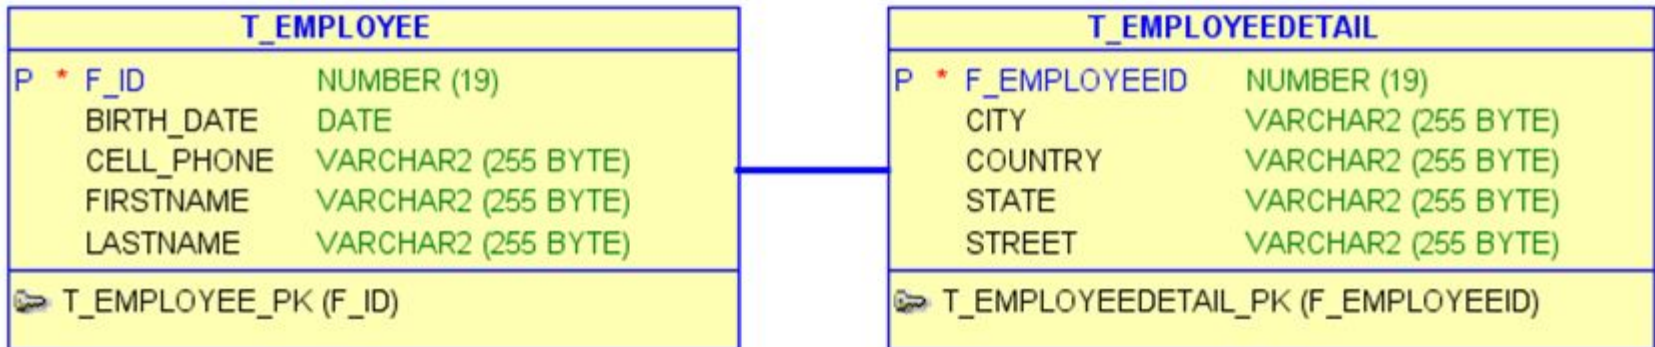 T_EMPLOYEE
P * F_ID NUMBER (19)
BIRTH_DATE DATE
CELL_PHONE VARCHAR2 (255 BYTE)
FIRSTNAME VARCHAR2 (255 BYTE)
LASTNAME VARCHAR2 (255 BYTE)
T_EMPLOYEE_PK (F_ID)
T_EMPLOYEEDETAIL
P * F_EMPLOYEEID NUMBER (19)
CITY VARCHAR2 (255 BYTE)
COUNTRY VARCHAR2 (255 BYTE)
STATE VARCHAR2 (255 BYTE)
STREET VARCHAR2 (255 BYTE)
T_EMPLOYEEDETAIL_PK (F_EMPLOYEEID)